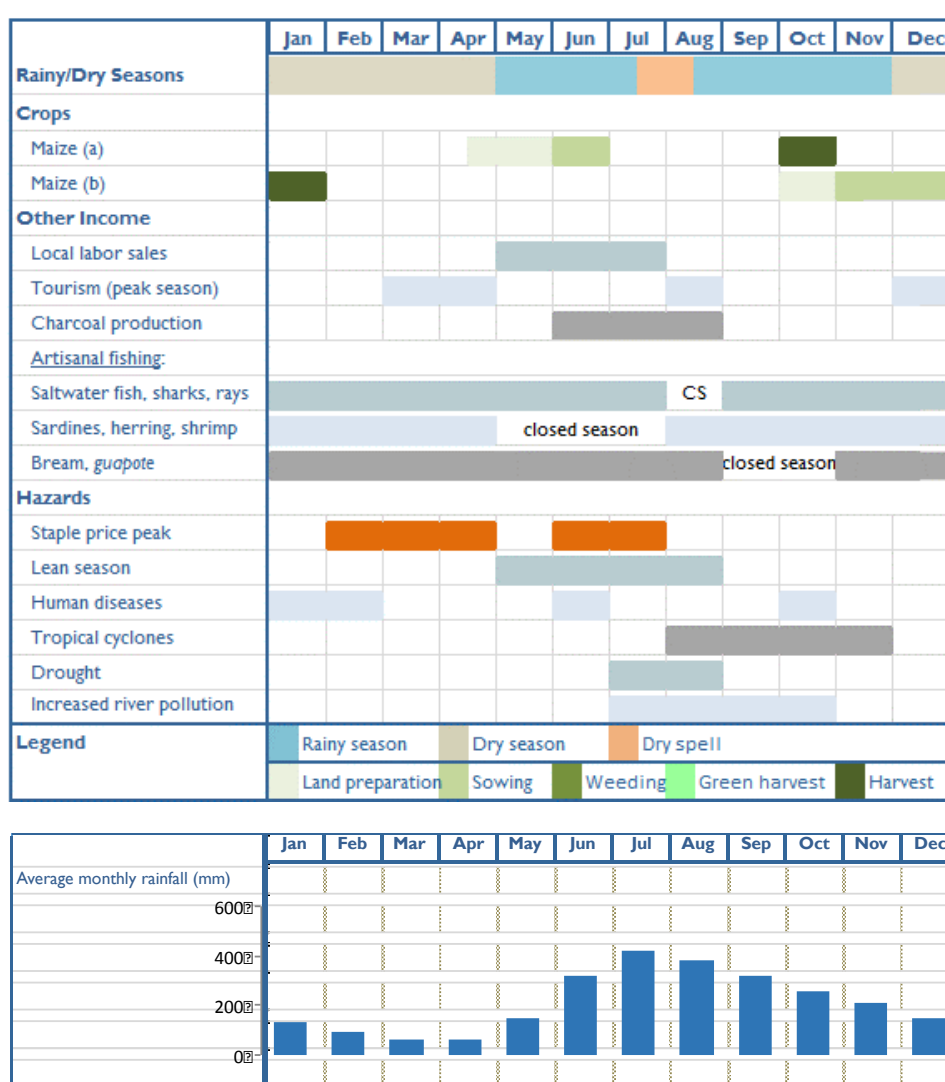 Jan Feb Mar Apr May Jun Jul Aug Sep Oct Nov Dec
Rainy/Dry Seasons
Crops
Maize (a)
Maize (b)
Other Income
Local labor sales
Tourism (peak season)
Charcoal production
Artisanal fishing:
Saltwater fish, sharks, rays CS
Sardines, herring, shrimp closed season
Bream, guapote closed season
Hazards
Staple price peak
Lean season
Human diseases
Tropical cyclones
Drought
Increased river pollution
Legend Rainy season Dry season Dry spell
Land preparation Sowing Weeding Green harvest Harvest
Jan Feb Mar Apr May Jun Jul Aug Sep Oct Nov Dec
Average monthly rainfall (mm)
600
400
200
0